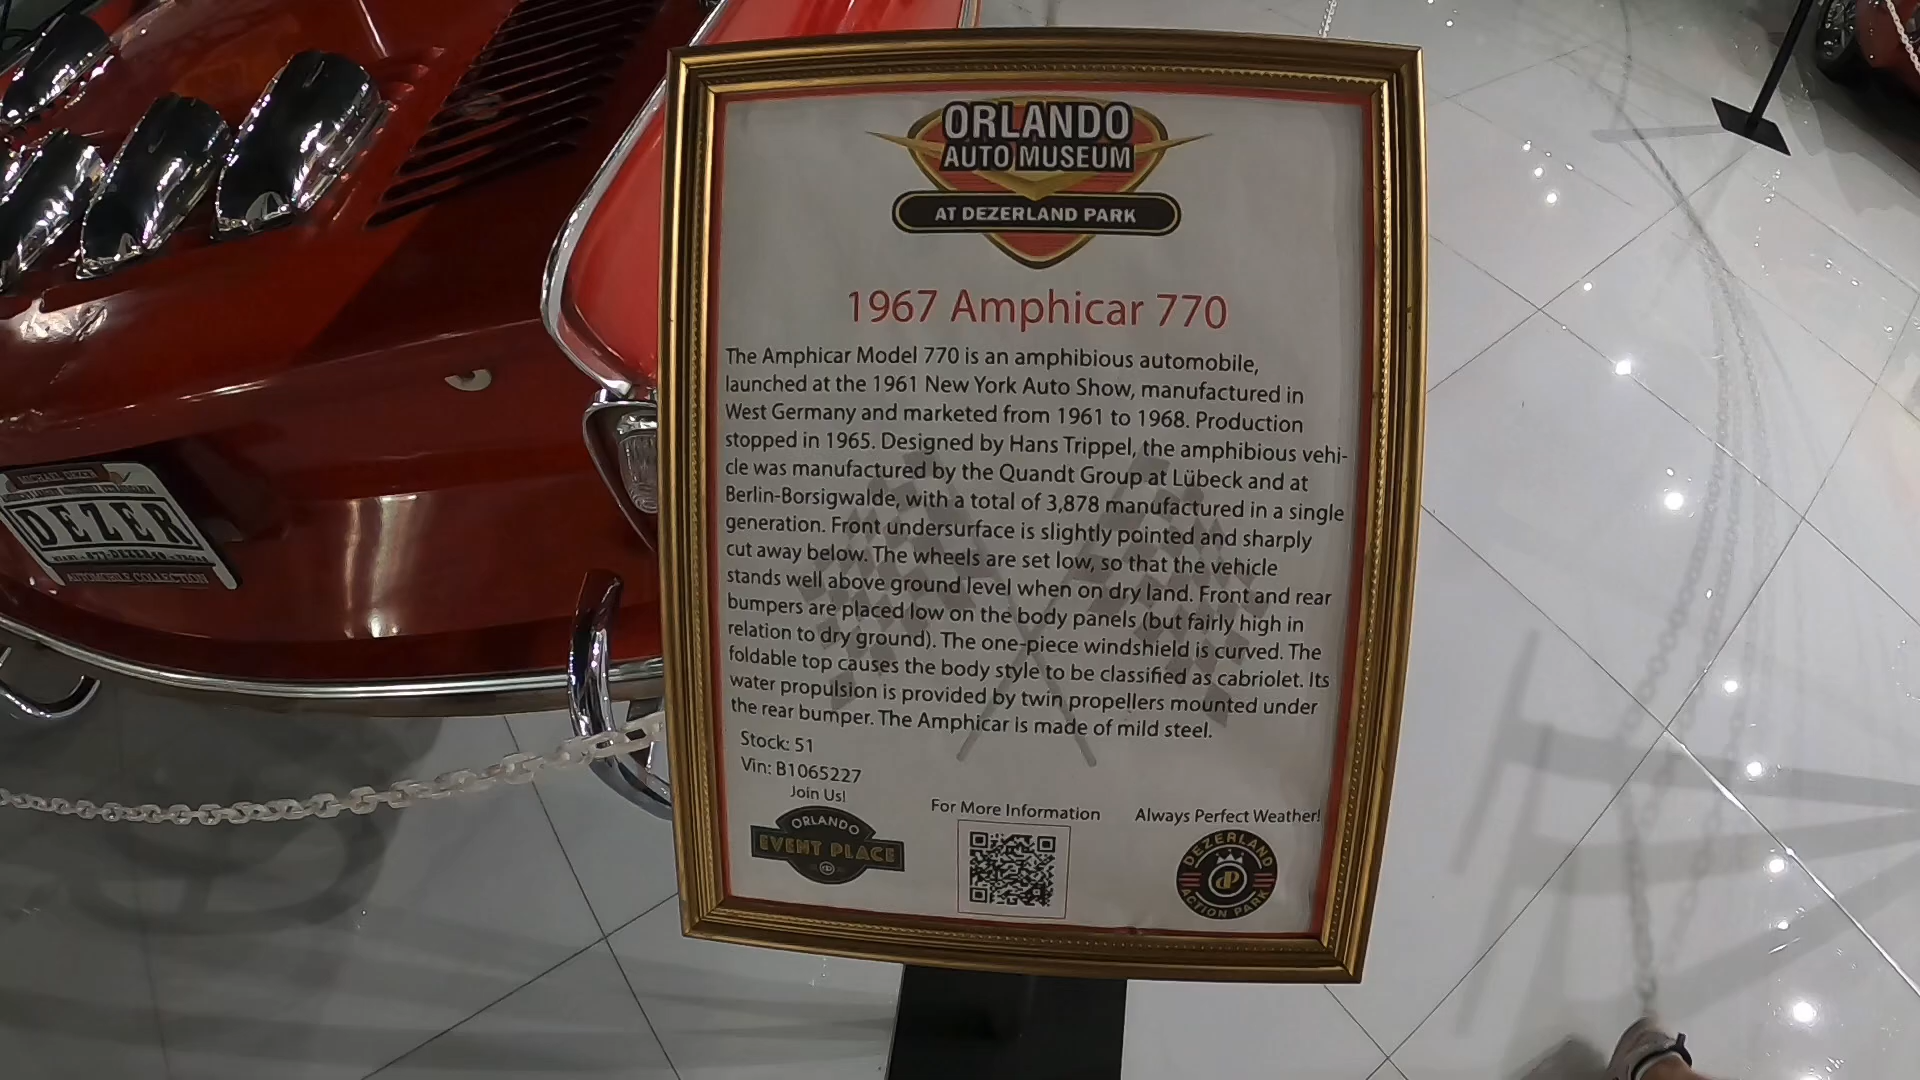 ORLANDO
AUTO MUSEUM
AT DEZERLAND PARK
1967 Amphicar 770
The Amphicar Model 770 is an amphibious automobile,
launched at the 1961 New York Auto Show, manufactured in
West Germany and marketed from 1961 to 1968. Production
stopped in 1965. Designed by Hans Trippel, the amphibious vehi-
cle was manufactured by the Quandt Group at Lübeck and at
Berlin-Borsigwalde, with a total of 3,878 manufactured in a single
generation. Front undersurface is slightly pointed and sharply
cut away below. The wheels are set low, so that the vehicle
stands well above ground level when on dry land. Front and rear
bumpers are placed low on the body panels (but fairly high in
relation to dry ground). The one-piece windshield is curved. The
foldable top causes the body style to be classified as cabriolet. Its
water propulsion is provided by twin propellers mounted under
the rear bumper. The Amphicar is made of mild steel.
Stock: 51
Vin: B1065227
Join Us!
ORLANDO
EVENT PLACE
For More Information
Always Perfect Weather!
DEZERLAND
DP
ACTION PARK
MICHAEL DEZER
DEZER
AUTOMOBILE COLLECTION